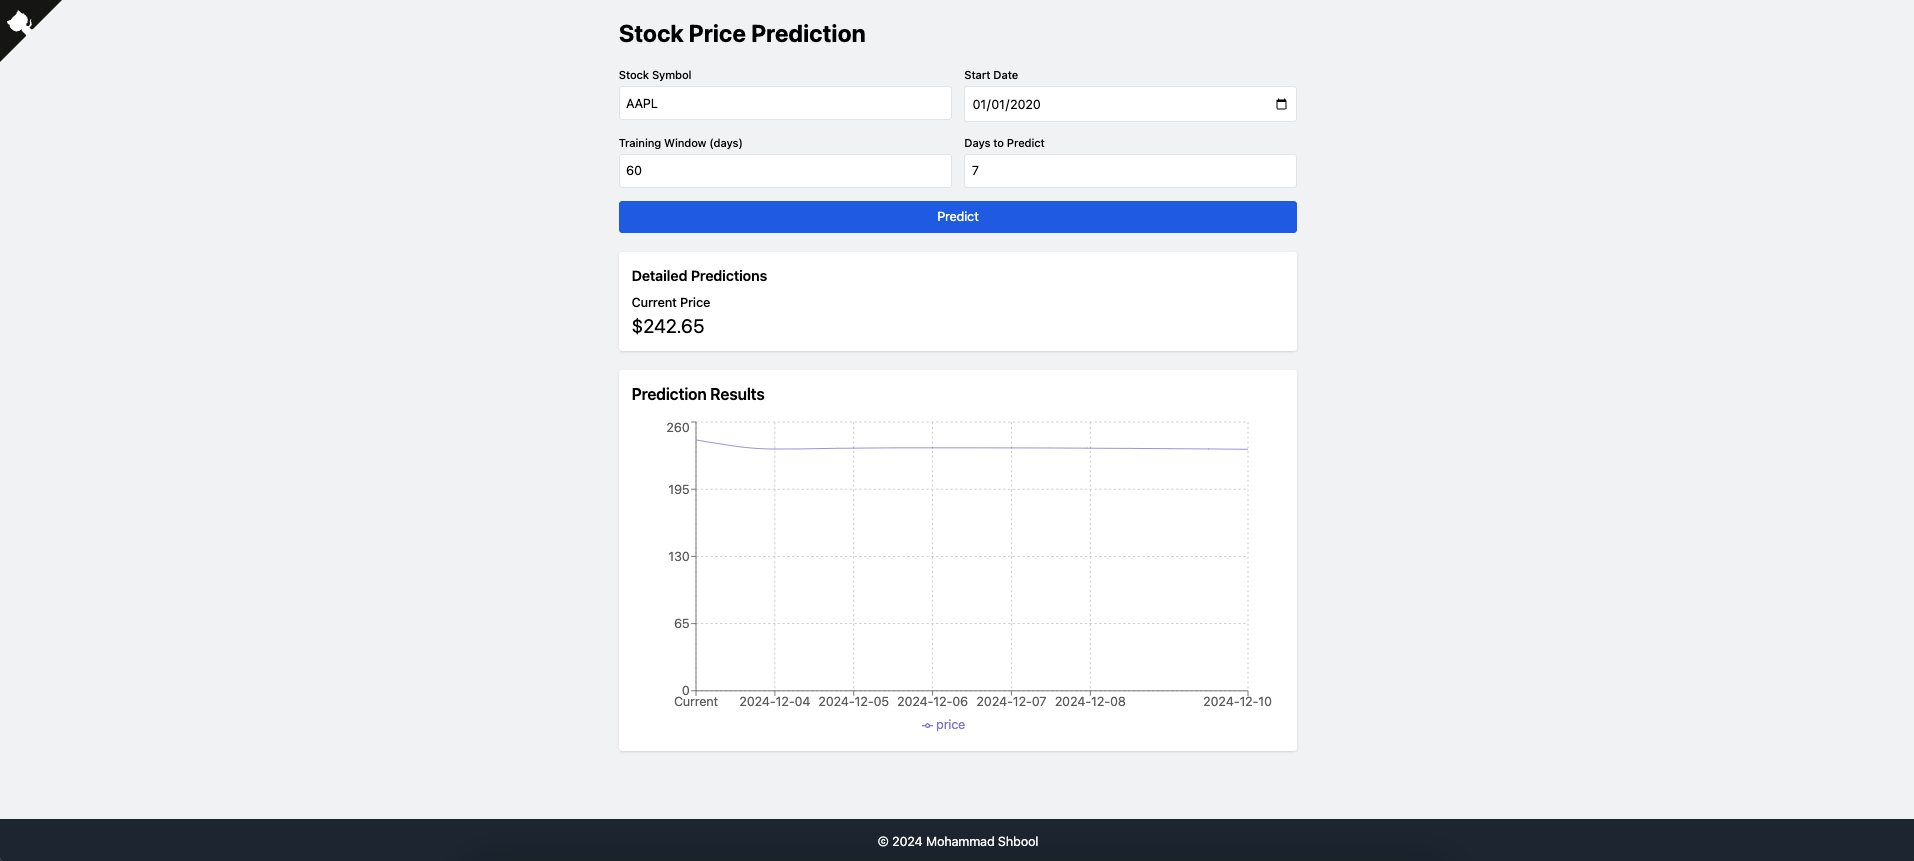 Stock Price Prediction
Stock Symbol
Start Date
AAPL
01/01/2020
Training Window (days)
Days to Predict
60
7
Predict
Detailed Predictions
Current Price
$242.65
Prediction Results
260
195
130
65
0
Current 2024-12-04 2024-12-05 2024-12-06 2024-12-07 2024-12-08 2024-12-10
price
© 2024 Mohammad Shbool